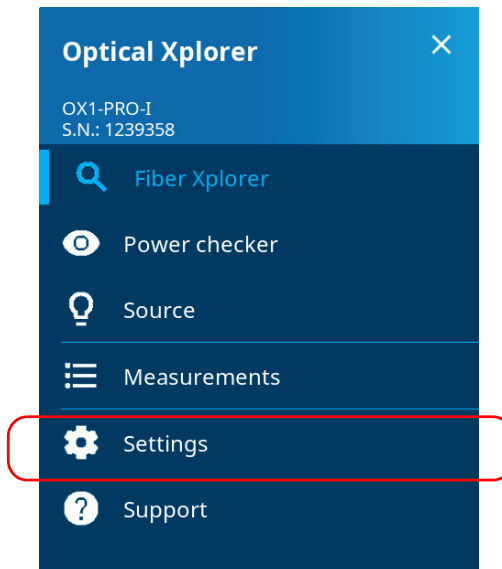 Optical Xplorer
OX1-PRO-I
S.N.: 1239358
Fiber Xplorer
Power checker
Source
Measurements
Settings
Support